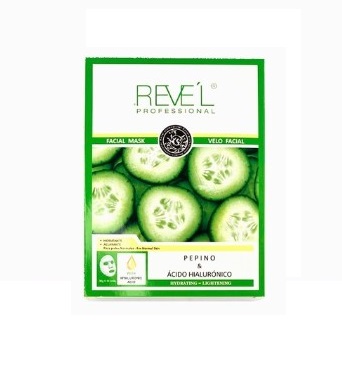 REVE´L®
PROFESSIONAL
FACIAL MASK
VELO FACIAL
PEPINO
&
ÁCIDO HIALURÓNICO
HYDRATING - LIGHTENING